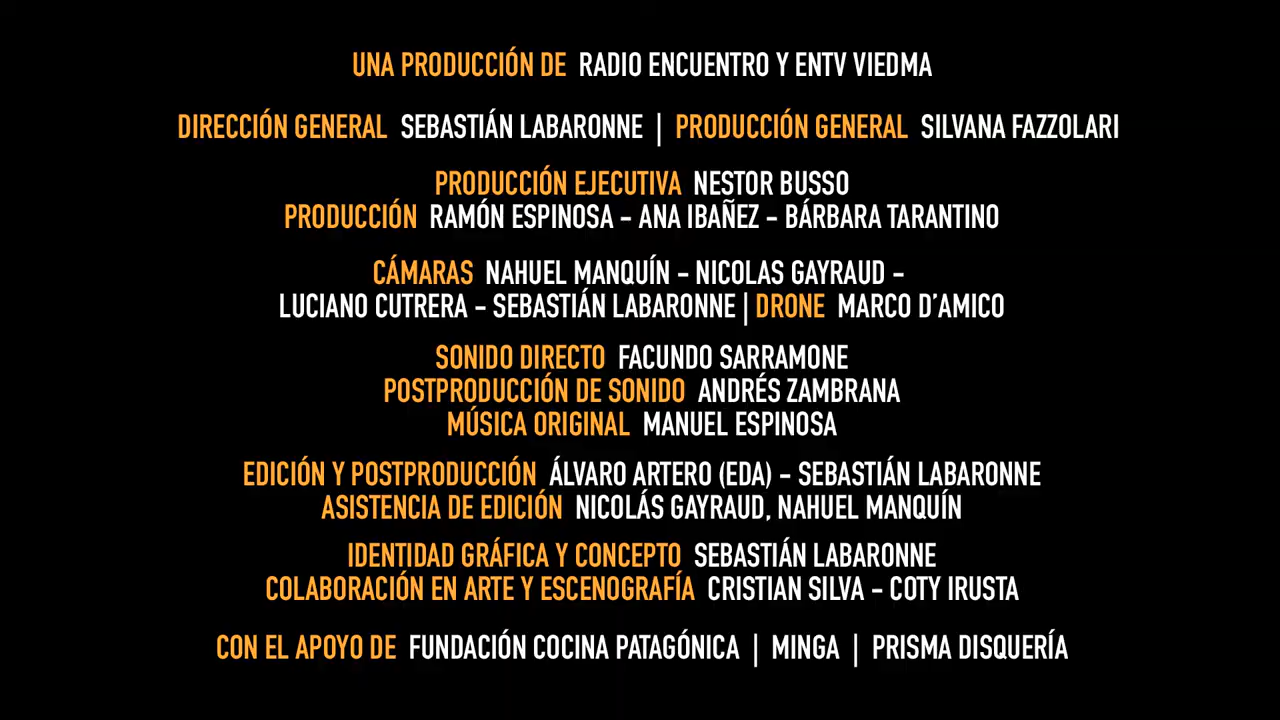 UNA PRODUCCIÓN DE RADIO ENCUENTRO Y ENTV VIEDMA
DIRECCIÓN GENERAL SEBASTIÁN LABARONNE | PRODUCCIÓN GENERAL SILVANA FAZZOLARI
PRODUCCIÓN EJECUTIVA NESTOR BUSSO
PRODUCCIÓN RAMÓN ESPINOSA - ANA IBAÑEZ - BÁRBARA TARANTINO
CÁMARAS NAHUEL MANQUÍN - NICOLAS GAYRAUD -
LUCIANO CUTRERA - SEBASTIÁN LABARONNE | DRONE MARCO D'AMICO
SONIDO DIRECTO FACUNDO SARRAMONE
POSTPRODUCCIÓN DE SONIDO ANDRÉS ZAMBRANA
MÚSICA ORIGINAL MANUEL ESPINOSA
EDICIÓN Y POSTPRODUCCIÓN ÁLVARO ARTERO (EDA) - SEBASTIÁN LABARONNE
ASISTENCIA DE EDICIÓN NICOLÁS GAYRAUD, NAHUEL MANQUÍN
IDENTIDAD GRÁFICA Y CONCEPTO SEBASTIÁN LABARONNE
COLABORACIÓN EN ARTE Y ESCENOGRAFÍA CRISTIAN SILVA - COTY IRUSTA
CON EL APOYO DE FUNDACIÓN COCINA PATAGÓNICA | MINGA | PRISMA DISQUERÍA